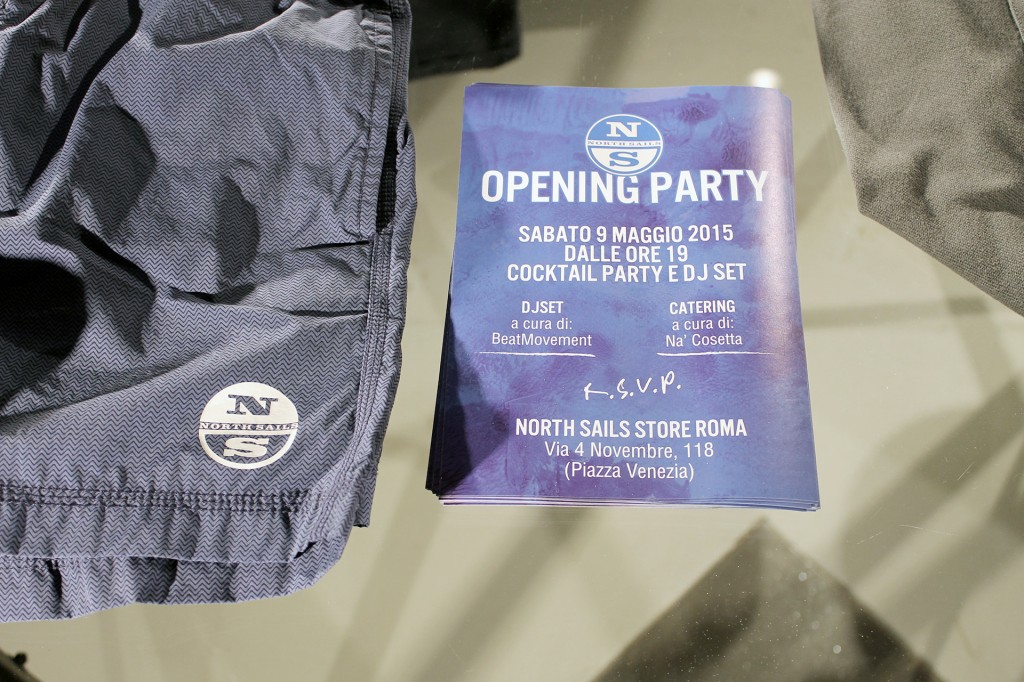 N
NORTH SAILS
S
OPENING PARTY
SABATO 9 MAGGIO 2015
DALLE ORE 19
COCKTAIL PARTY E DJ SET
DJSET
a cura di:
BeatMovement
CATERING
a cura di:
Na' Cosetta
R.S.V.P.
NORTH SAILS STORE ROMA
Via 4 Novembre, 118
(Piazza Venezia)
N
NORTH SAILS
S